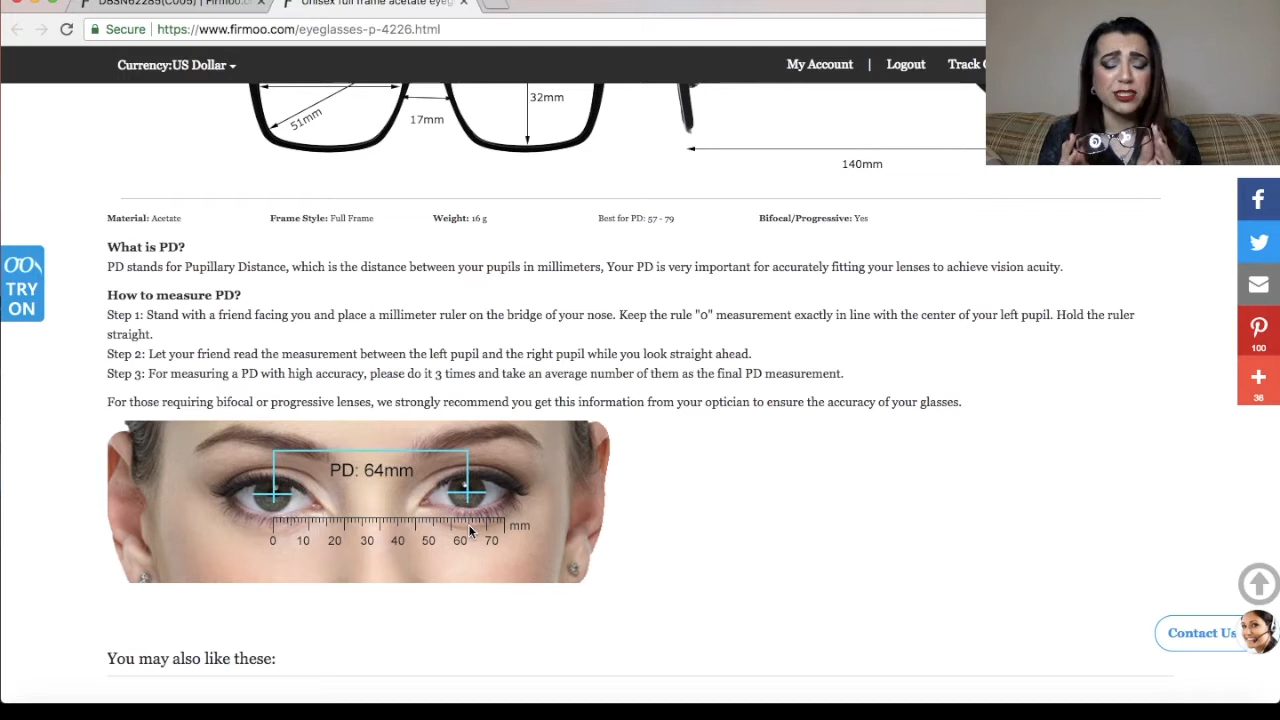 DBSN62285(C005) | Firmoo.c
Unisex full frame acetate eyeg
Secure
https://www.firmoo.com/eyeglasses-p-4226.html
Currency:US Dollar
My Account | Logout Track
51mm
17mm
32mm
140mm
Material: Acetate
Frame Style: Full Frame
Weight: 16 g
Best for PD: 57 - 79
Bifocal/Progressive: Yes
What is PD?
PD stands for Pupillary Distance, which is the distance between your pupils in millimeters, Your PD is very important for accurately fitting your lenses to achieve vision acuity.
How to measure PD?
Step 1: Stand with a friend facing you and place a millimeter ruler on the bridge of your nose. Keep the rule "0" measurement exactly in line with the center of your left pupil. Hold the ruler
straight.
Step 2: Let your friend read the measurement between the left pupil and the right pupil while you look straight ahead.
Step 3: For measuring a PD with high accuracy, please do it 3 times and take an average number of them as the final PD measurement.
For those requiring bifocal or progressive lenses, we strongly recommend you get this information from your optician to ensure the accuracy of your glasses.
TRY
ON
100
36
PD: 64mm
mm
0 10 20 30 40 50 60 70
Contact Us
You may also like these: